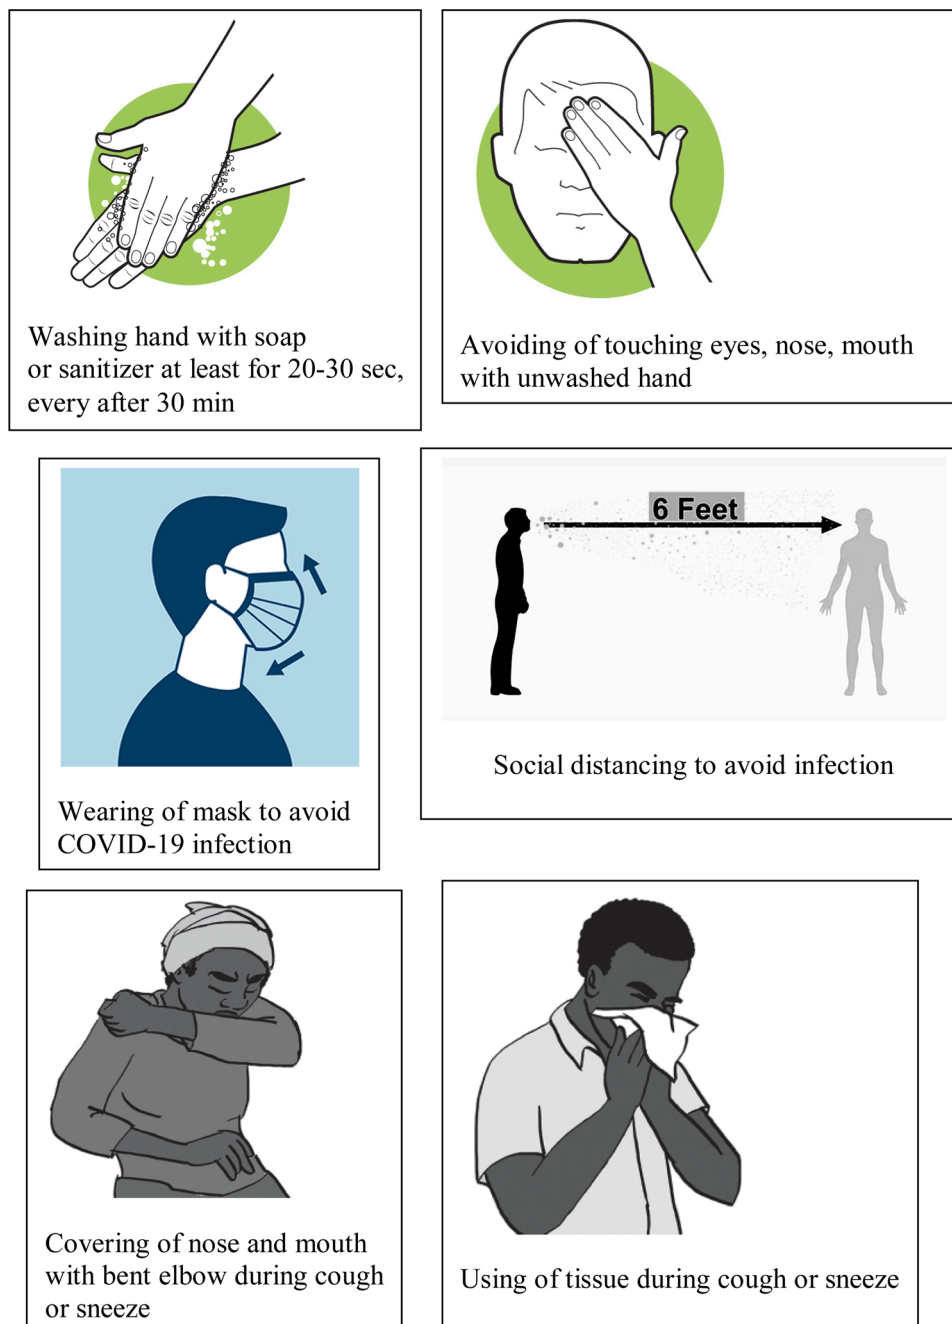 Washing hand with soap
or sanitizer at least for 20-30 sec,
every after 30 min
Avoiding of touching eyes, nose, mouth
with unwashed hand
Wearing of mask to avoid
COVID-19 infection
6 Feet
Social distancing to avoid infection
Covering of nose and mouth
with bent elbow during cough
or sneeze
Using of tissue during cough or sneeze